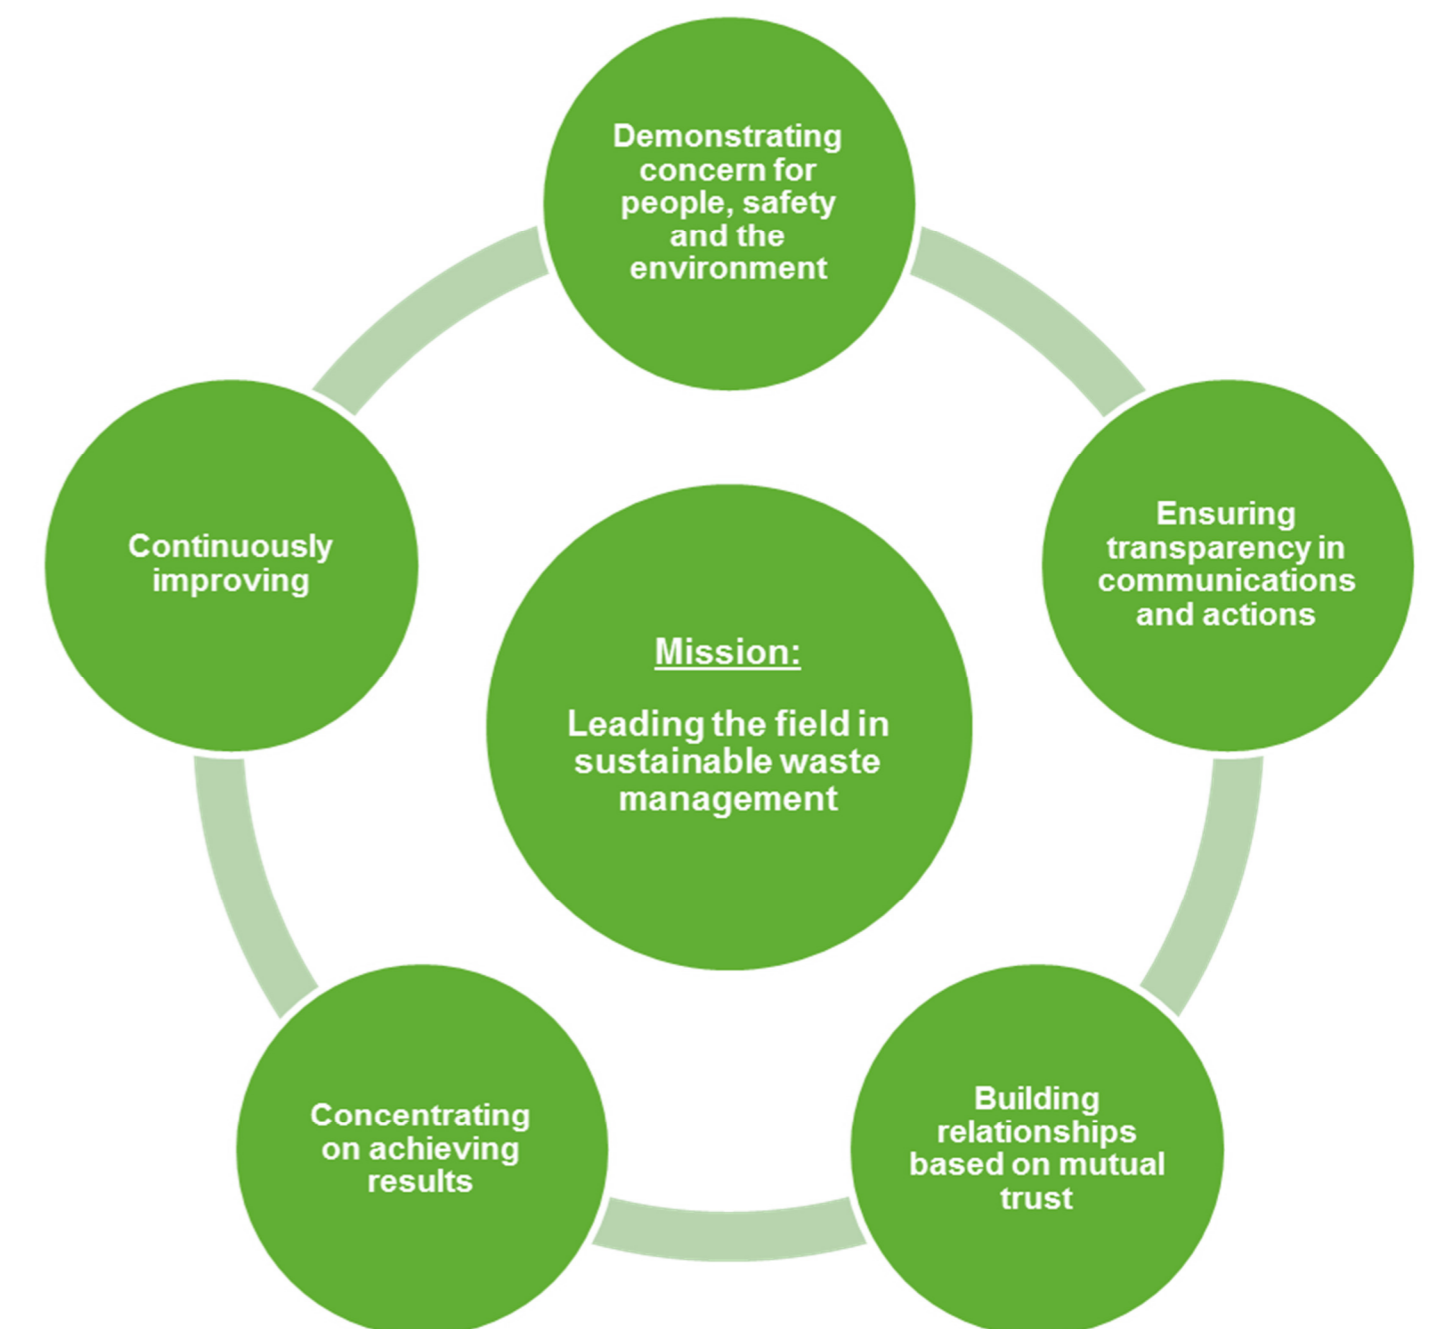 Demonstrating
concern for
people, safety
and the
environment
Ensuring
transparency in
communications
and actions
Building
relationships
based on mutual
trust
Concentrating
on achieving
results
Continuously
improving
Mission:
Leading the field in
sustainable waste
management